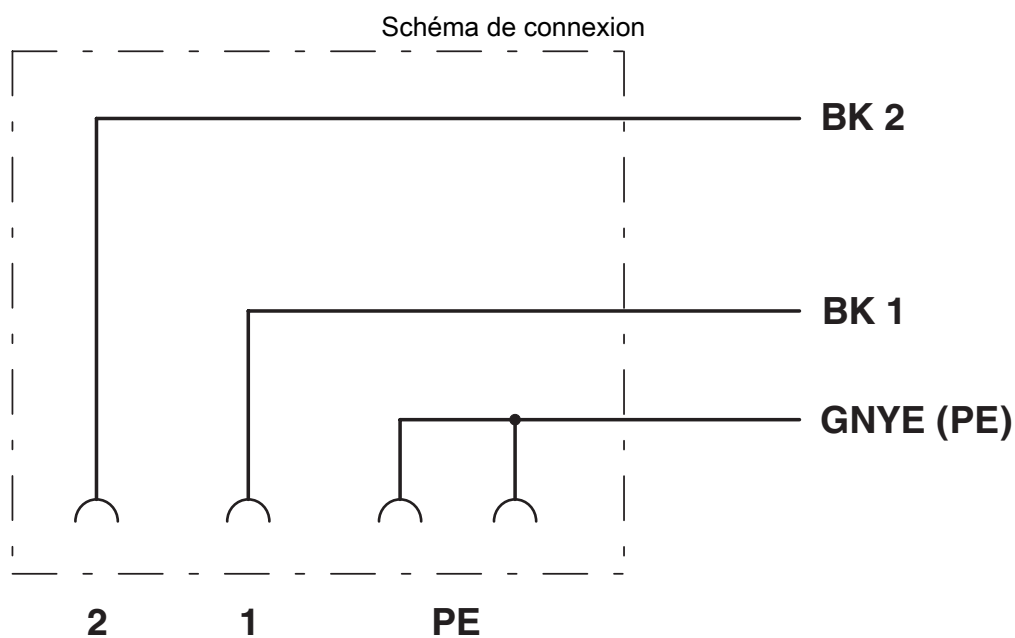 Schéma de connexion
BK 2
BK 1
GNYE (PE)
2 1 PE